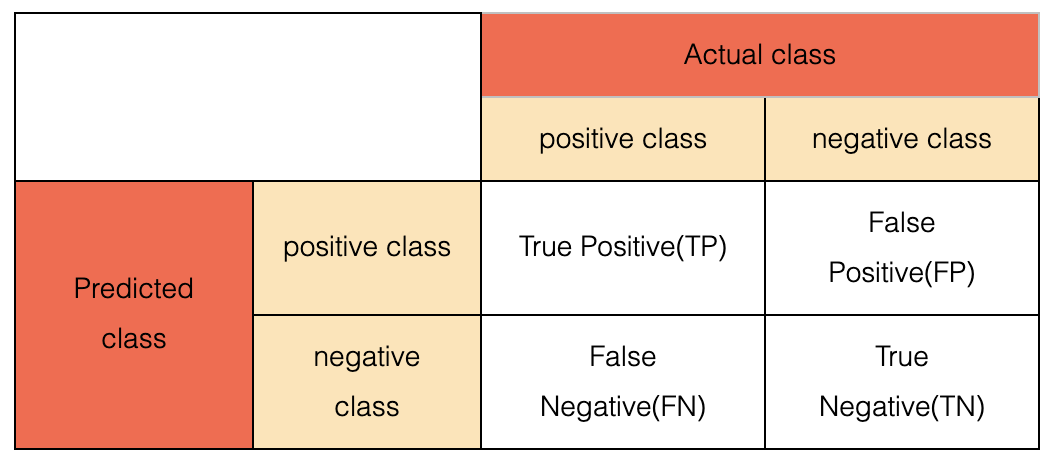 Actual class
positive class
negative class
Predicted
class
positive class
True Positive(TP)
False
Positive(FP)
negative
class
False
Negative(FN)
True
Negative(TN)